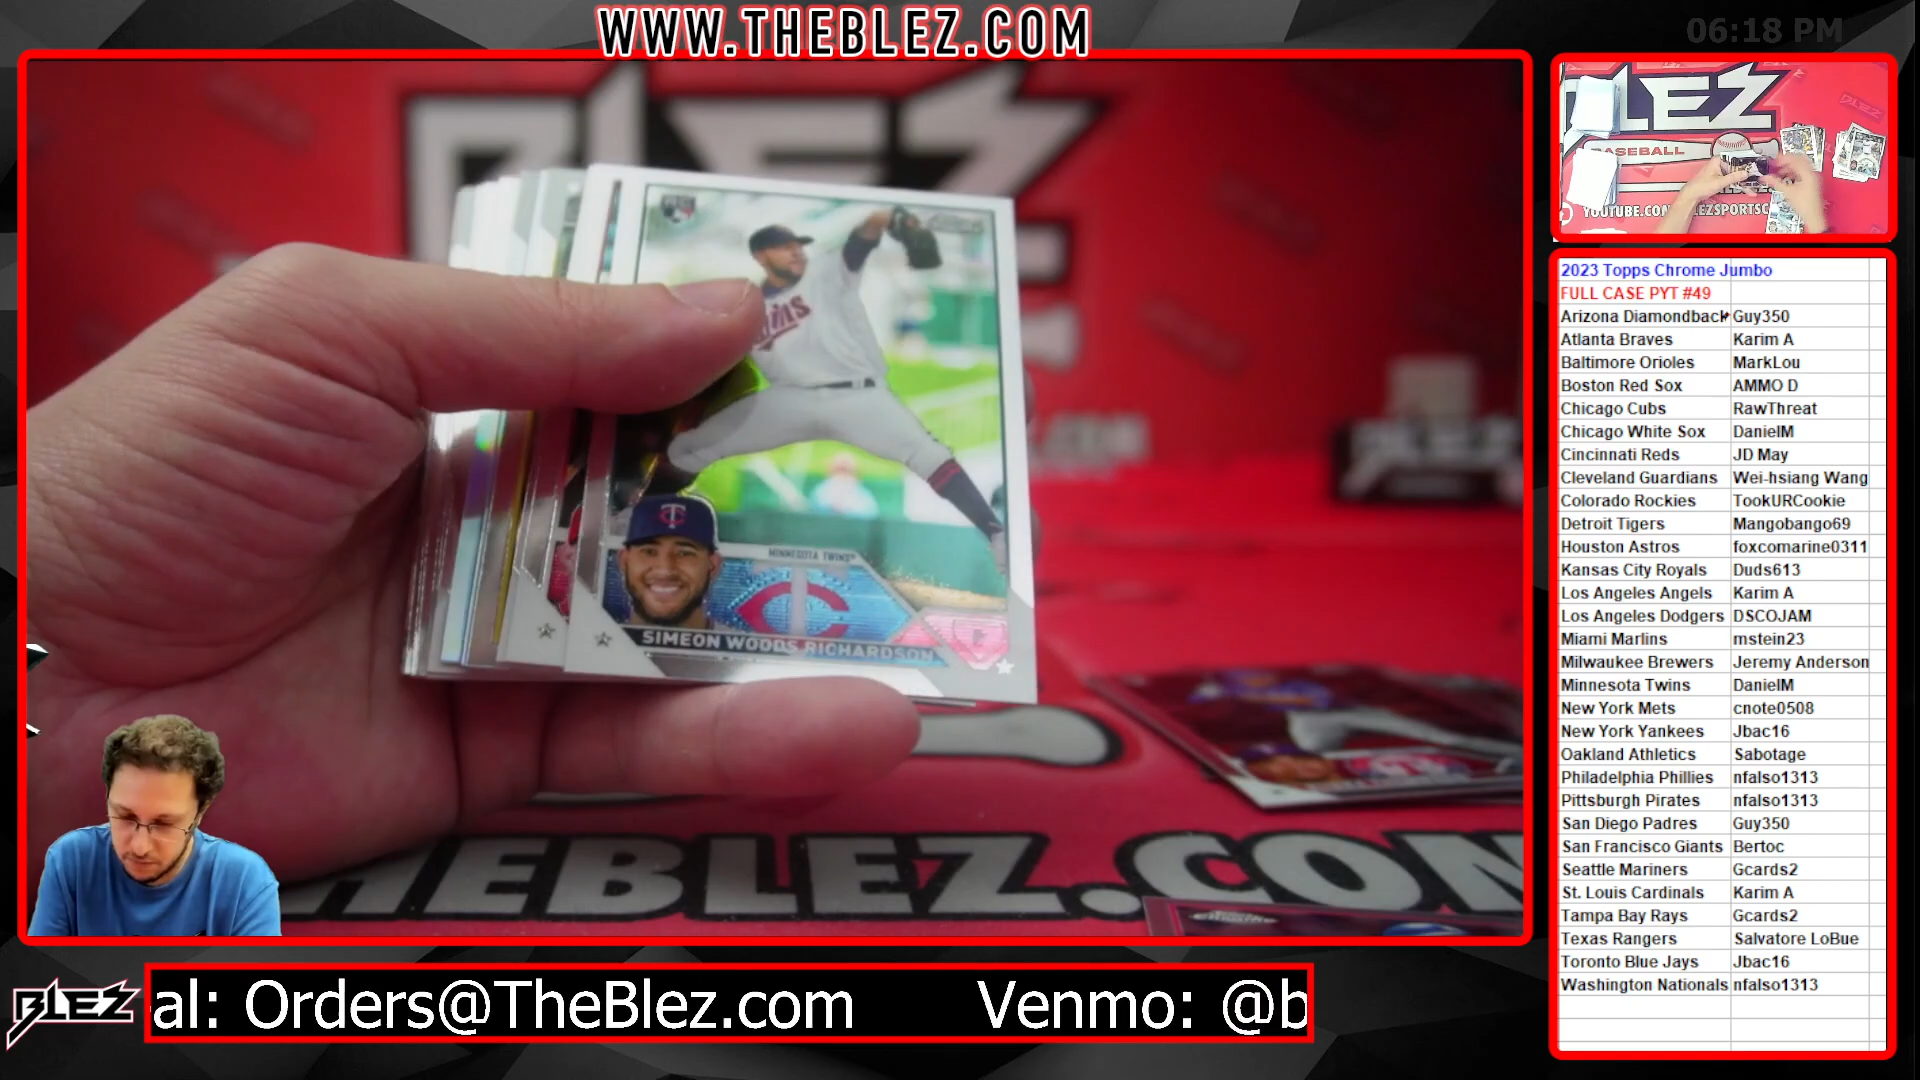 WWW.THEBLEZ.COM
06:18 PM
BLEZ
LEZ
BLEZ
BASEBALL
2023 Topps Chrome Jumbo
FULL CASE PYT #49
Arizona Diamondback Guy350
Atlanta Braves Karim A
Baltimore Orioles MarkLou
Boston Red Sox AMMO D
Chicago Cubs RawThreat
Chicago White Sox DanielM
Cincinnati Reds JD May
Cleveland Guardians Wei-hsiang Wang
Colorado Rockies TookURCookie
Detroit Tigers Mangobango69
Houston Astros foxcomarine0311
Kansas City Royals Duds613
Los Angeles Angels Karim A
Los Angeles Dodgers DSCOJAM
Miami Marlins mstein23
Milwaukee Brewers Jeremy Anderson
Minnesota Twins DanielM
New York Mets cnote0508
New York Yankees Jbac16
Oakland Athletics Sabotage
Philadelphia Phillies nfalso1313
Pittsburgh Pirates nfalso1313
San Diego Padres Guy350
San Francisco Giants Bertoc
Seattle Mariners Gcards2
St. Louis Cardinals Karim A
Tampa Bay Rays Gcards2
Texas Rangers Salvatore LoBue
Toronto Blue Jays Jbac16
Washington Nationals nfalso1313
MINNESOTA TWINS
SIMEON WOODS RICHARDSON
HEBLEZ.COM
BLEZ
al: Orders@TheBlez.com Venmo: @b